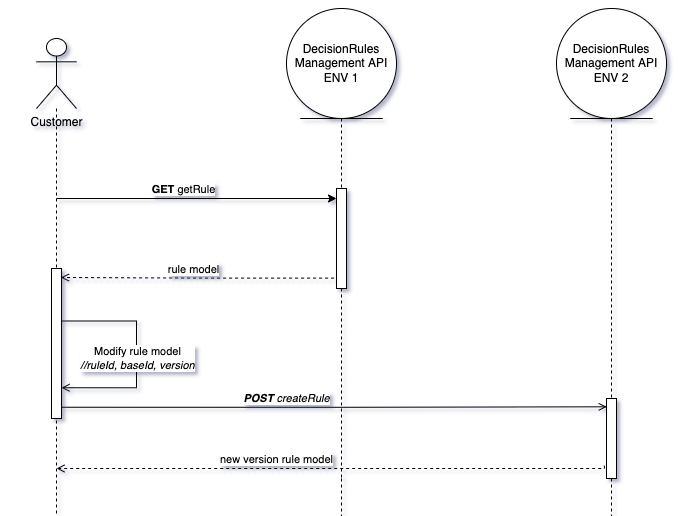 DecisionRules
Management API
ENV 1
DecisionRules
Management API
ENV 2
Customer
GET getRule
rule model
Modify rule model
//ruleId, baseId, version
POST createRule
new version rule model